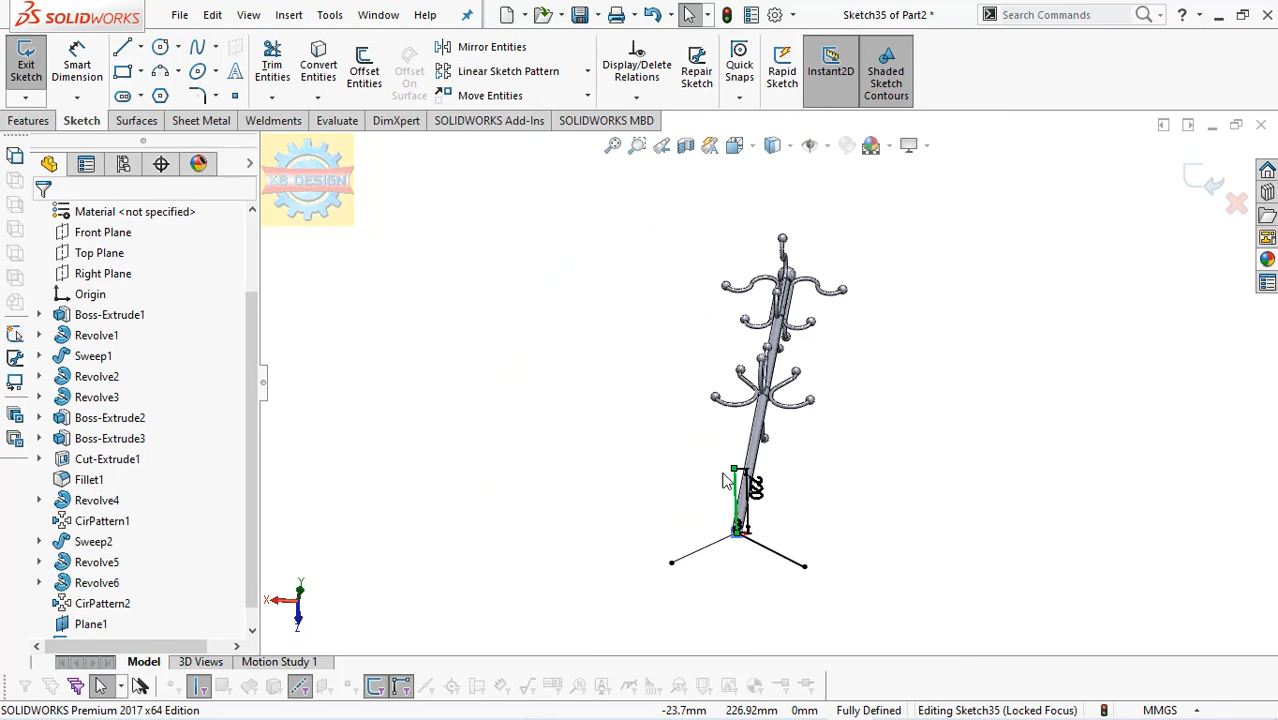 SOLIDWORKS
File
Edit
View
Insert
Tools
Window
Help
Sketch35 of Part2 *
Search Commands
?
Exit
Sketch
Smart
Dimension
Trim
Entities
Convert
Entities
Offset
Entities
Offset
On
Surface
Mirror Entities
Linear Sketch Pattern
Move Entities
Display/Delete
Relations
Repair
Sketch
Quick
Snaps
Rapid
Sketch
Instant2D
Shaded
Sketch
Contours
Features
Sketch
Surfaces
Sheet Metal
Weldments
Evaluate
DimXpert
SOLIDWORKS Add-Ins
SOLIDWORKS MBD
Material <not specified>
Front Plane
Top Plane
Right Plane
Origin
Boss-Extrude1
Revolve1
Sweep1
Revolve2
Revolve3
Boss-Extrude2
Boss-Extrude3
Cut-Extrude1
Fillet1
Revolve4
CirPattern1
Sweep2
Revolve5
Revolve6
CirPattern2
Plane1
KB DESIGN
220
Y
X
Z
Model
3D Views
Motion Study 1
SOLIDWORKS Premium 2017 x64 Edition
-23.7mm
226.92mm
0mm
Fully Defined
Editing Sketch35 (Locked Focus)
MMGS